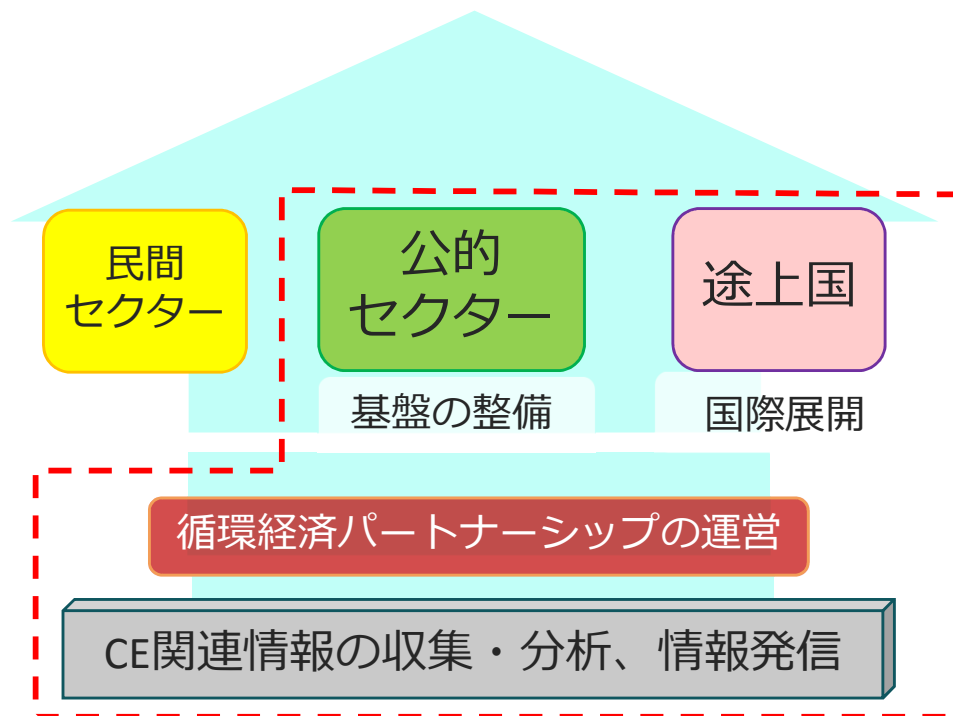 民間
セクター
公的
セクター
途上国
基盤の整備
国際展開
循環経済パートナーシップの運営
CE関連情報の収集・分析、情報発信